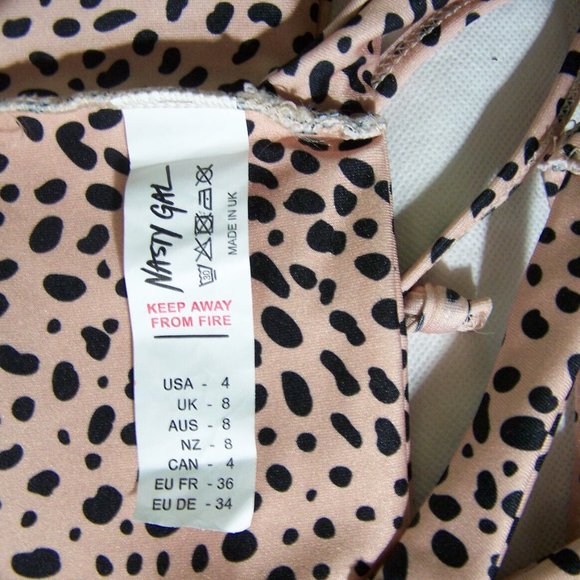 NASTY GAL
30
MADE IN UK
KEEP AWAY
FROM FIRE
USA - 4
UK - 8
AUS - 8
NZ - 8
CAN - 4
EU FR - 36
EU DE - 34